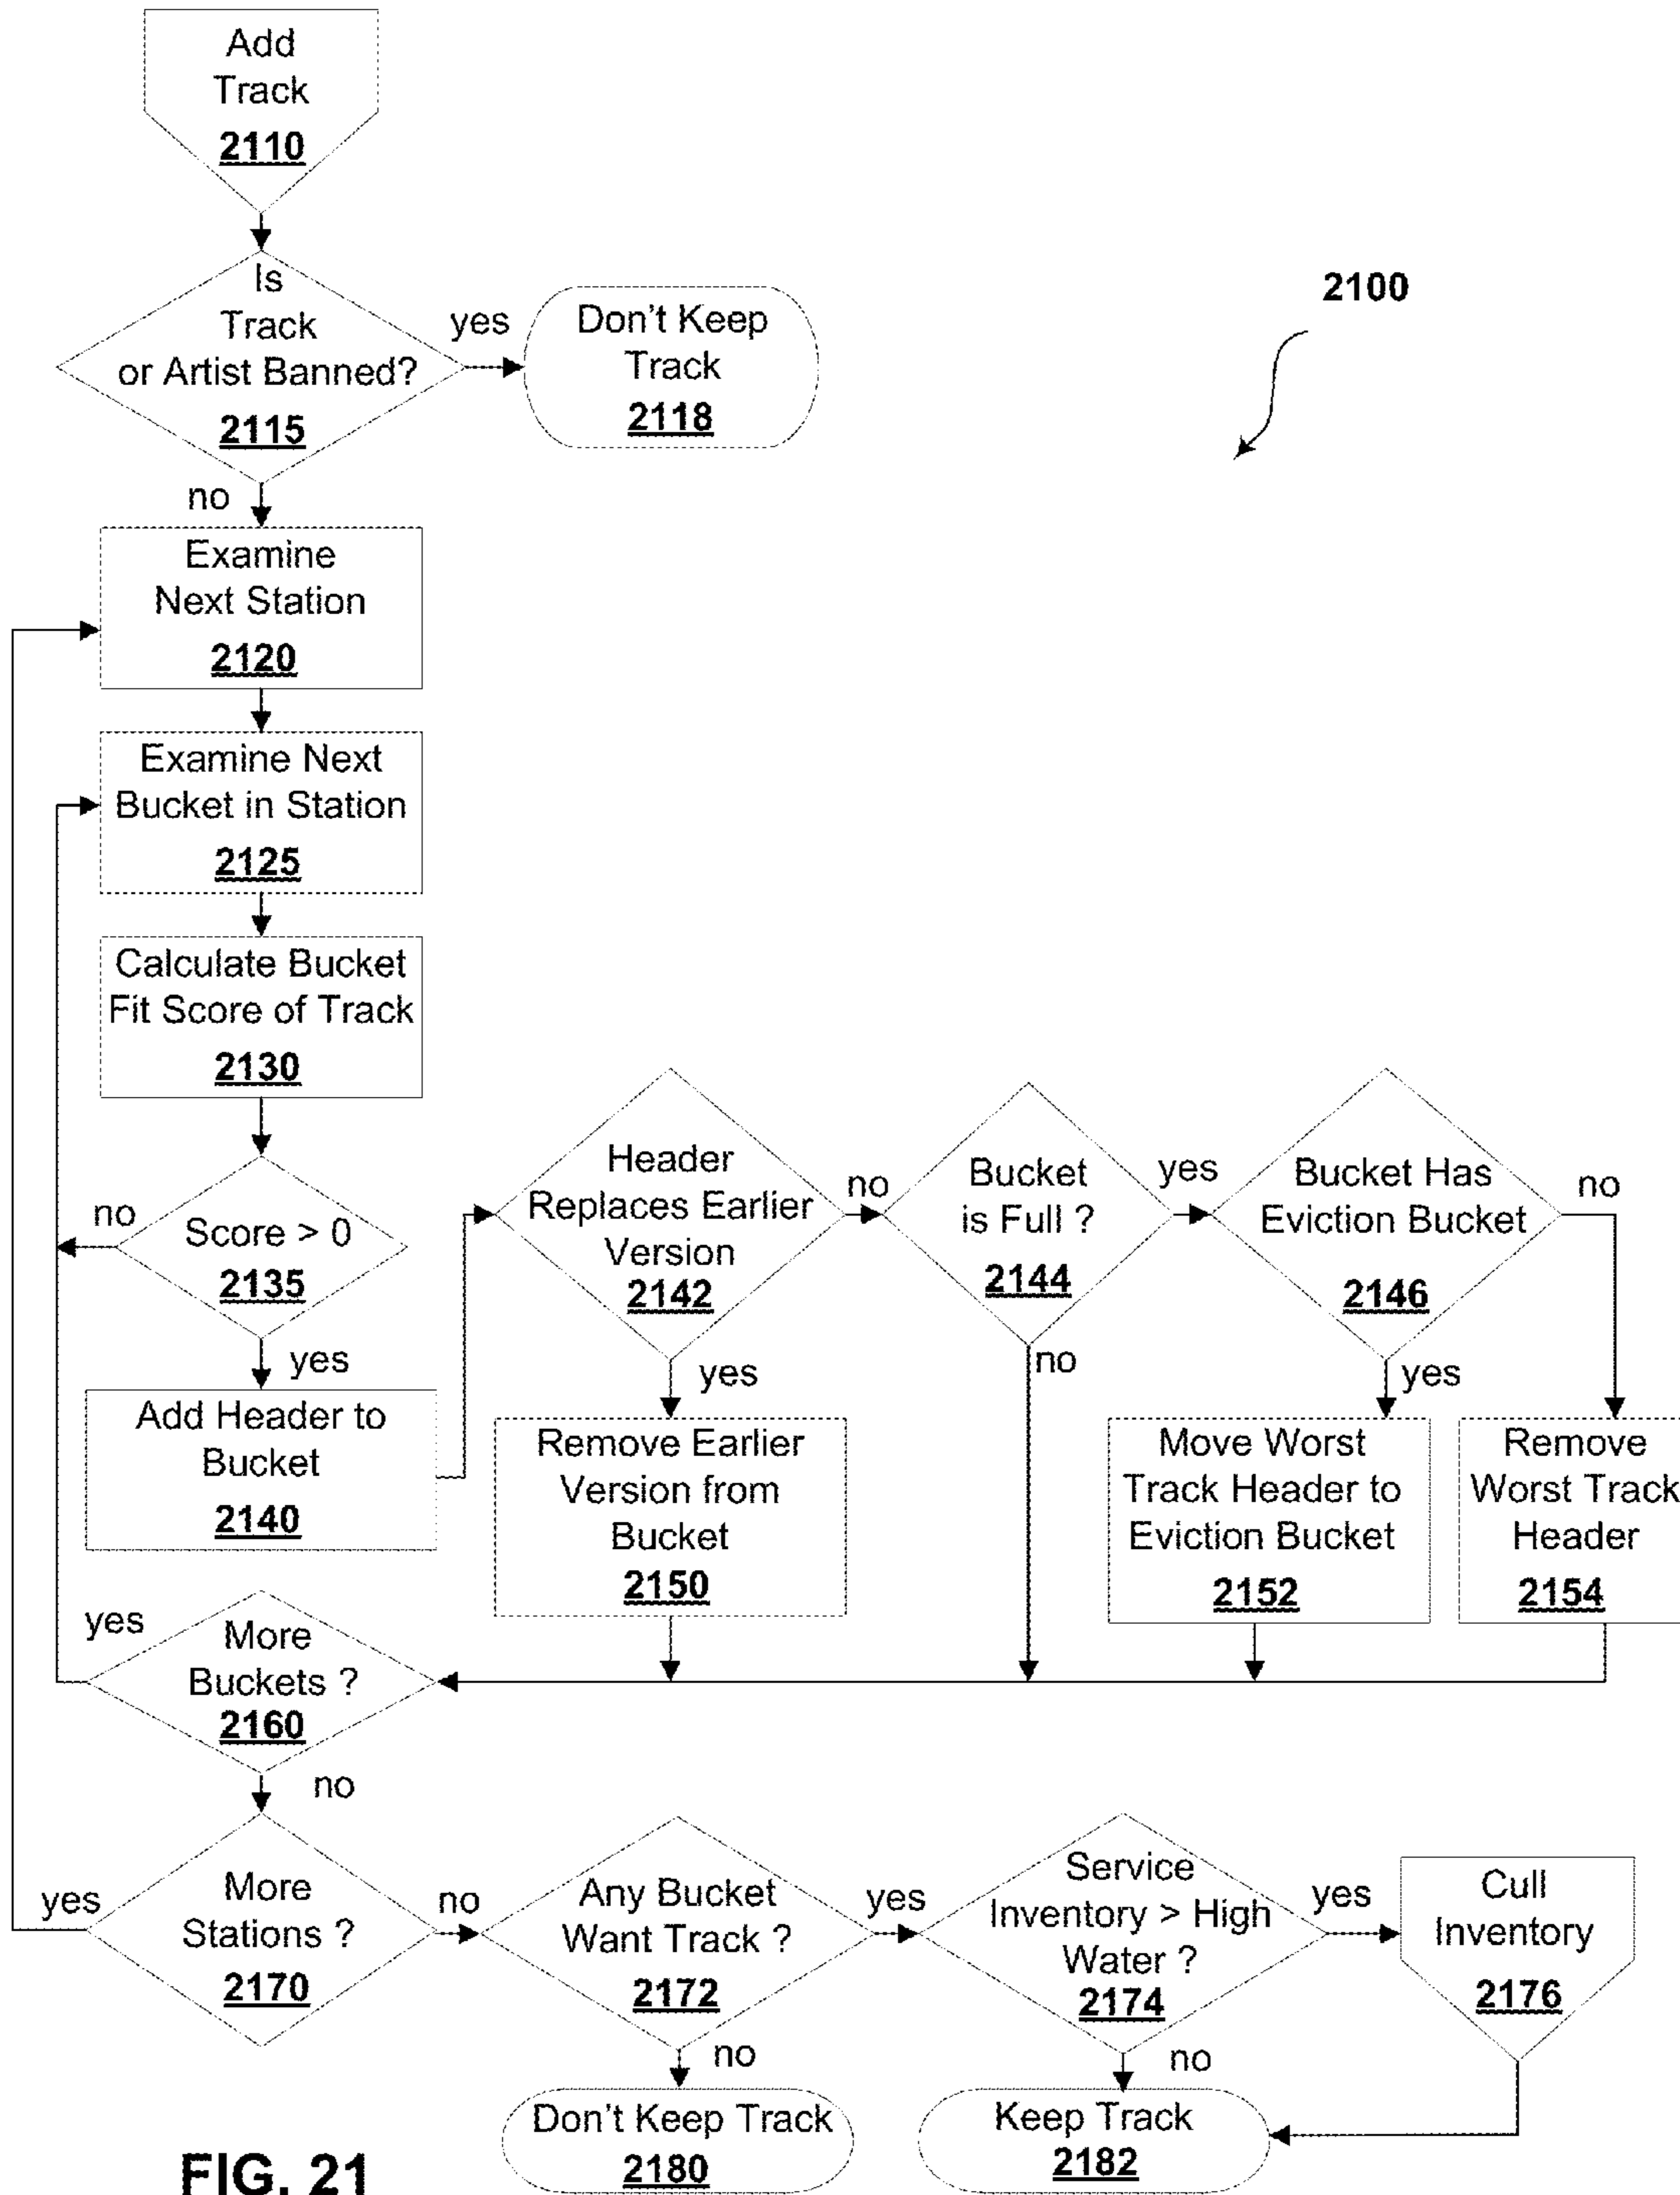 Add
Track
2110
Is
Track
or Artist Banned?
2115
yes
Don't Keep
Track
2118
2100
no
Examine
Next Station
2120
Examine Next
Bucket in Station
2125
Calculate Bucket
Fit Score of Track
2130
Score > 0
2135
no
yes
Add Header to
Bucket
2140
Header
Replaces Earlier
Version
2142
no
yes
Bucket
is Full ?
2144
yes
no
Bucket Has
Eviction Bucket
2146
no
yes
Remove Earlier
Version from
Bucket
2150
Move Worst
Track Header to
Eviction Bucket
2152
Remove
Worst Track
Header
2154
yes
More
Buckets ?
2160
no
yes
More
Stations ?
2170
no
Any Bucket
Want Track ?
2172
yes
Service
Inventory > High
Water ?
2174
yes
Cull
Inventory
2176
no
no
Don't Keep Track
2180
Keep Track
2182
FIG. 21